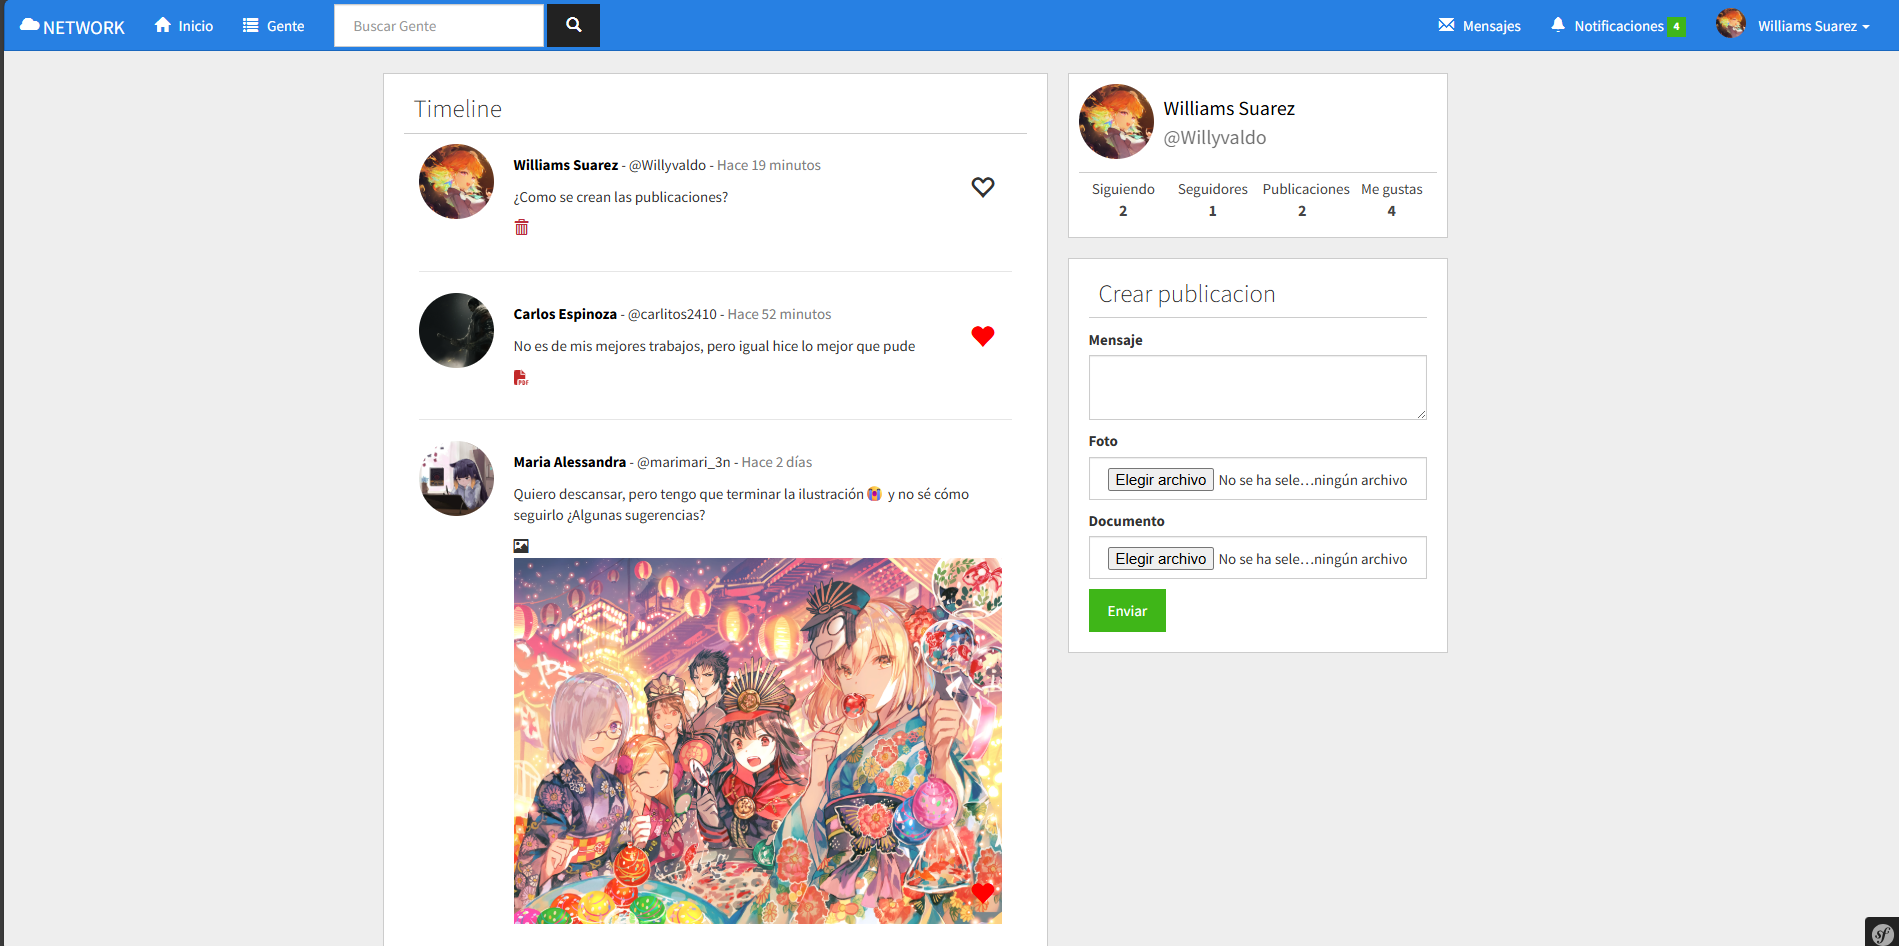 NETWORK Inicio Gente Buscar Gente Mensajes Notificaciones 4 Williams Suarez
Timeline
Williams Suarez - @Willyvaldo - Hace 19 minutos
¿Como se crean las publicaciones?
Carlos Espinoza - @carlitos2410 - Hace 52 minutos
No es de mis mejores trabajos, pero igual hice lo mejor que pude
PDF
Maria Alessandra - @marimari_3n - Hace 2 días
Quiero descansar, pero tengo que terminar la ilustración 😭 y no sé cómo
seguirlo ¿Algunas sugerencias?
Williams Suarez
@Willyvaldo
Siguiendo Seguidores Publicaciones Me gustas
2 1 2 4
Crear publicacion
Mensaje
Foto
Elegir archivo No se ha sele…ningún archivo
Documento
Elegir archivo No se ha sele…ningún archivo
Enviar
sf